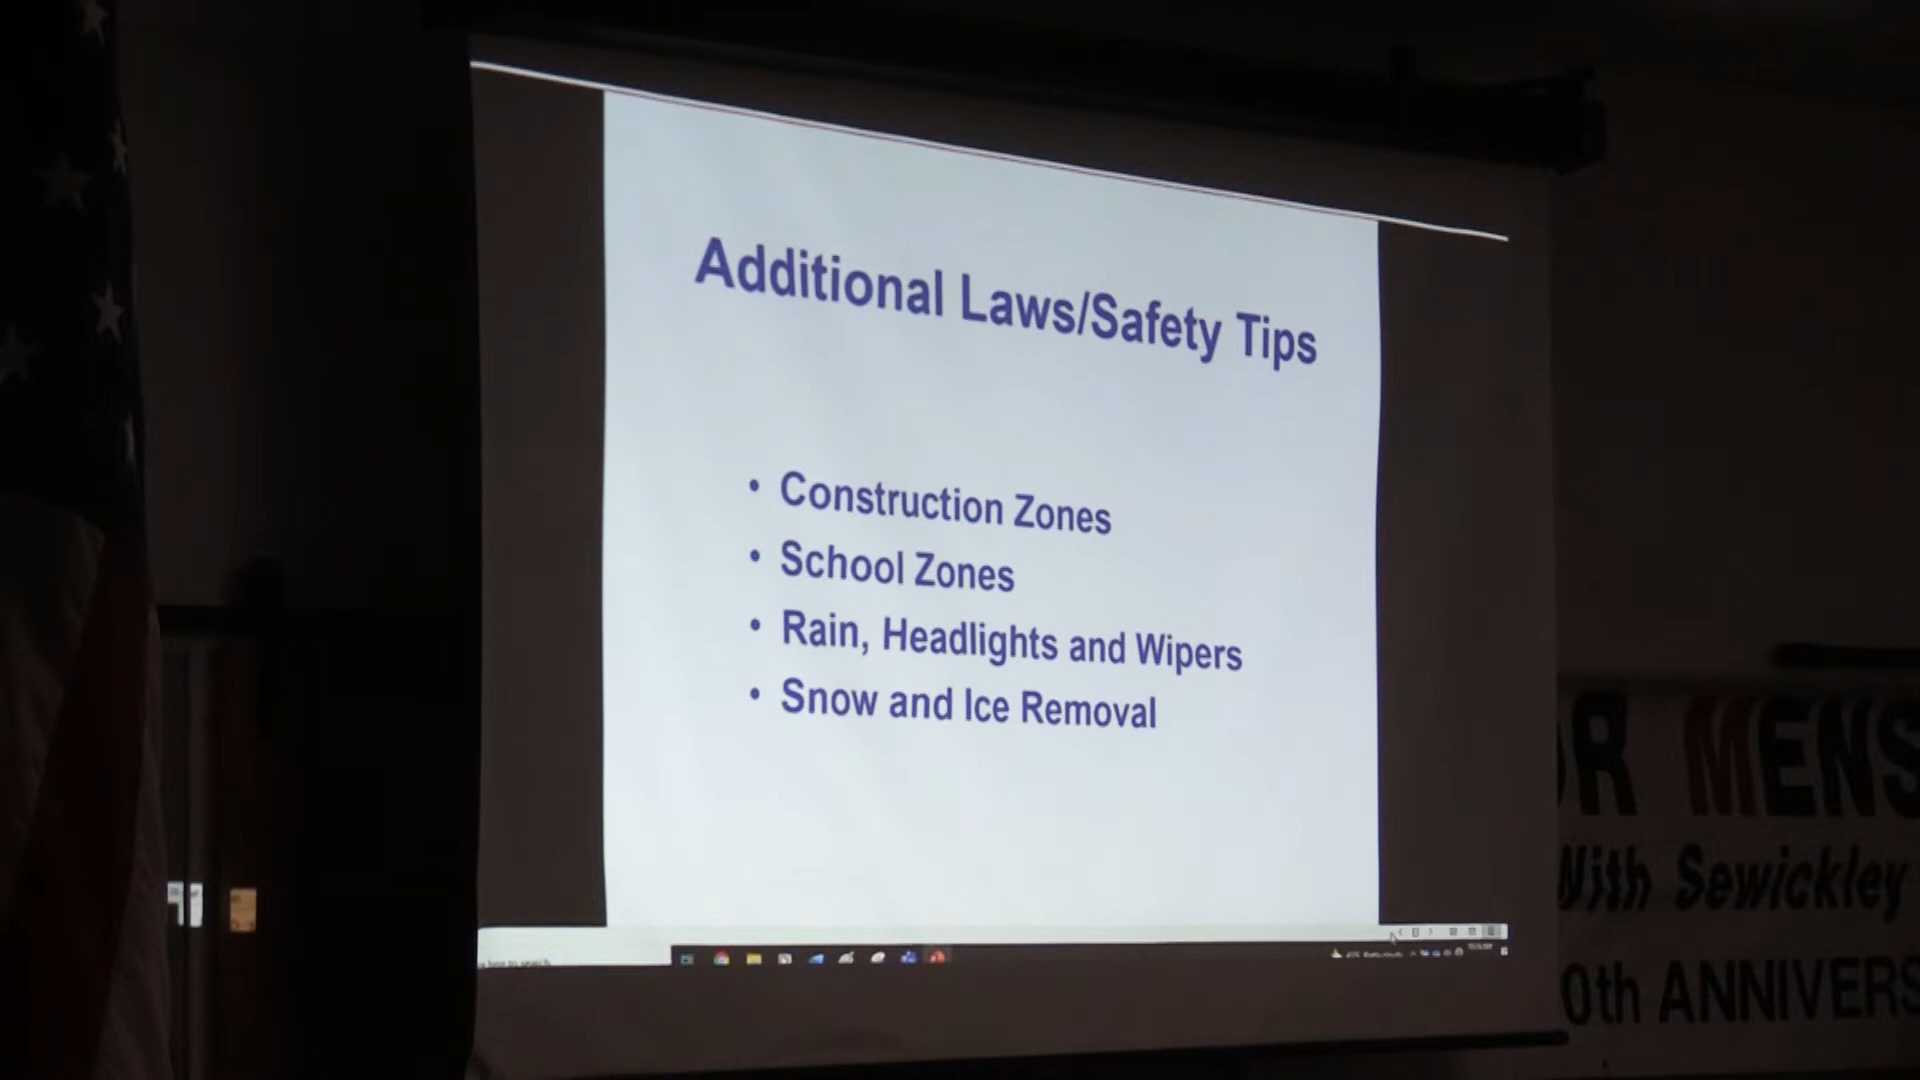 Additional Laws/Safety Tips
• Construction Zones
• School Zones
• Rain, Headlights and Wipers
• Snow and Ice Removal
OR MENS
With Sewickley
0th ANNIVERS